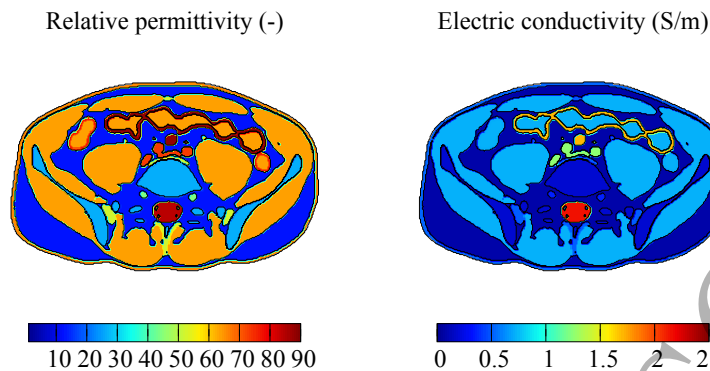 Relative permittivity (-)
Electric conductivity (S/m)
10 20 30 40 50 60 70 80 90
0 0.5 1 1.5 2